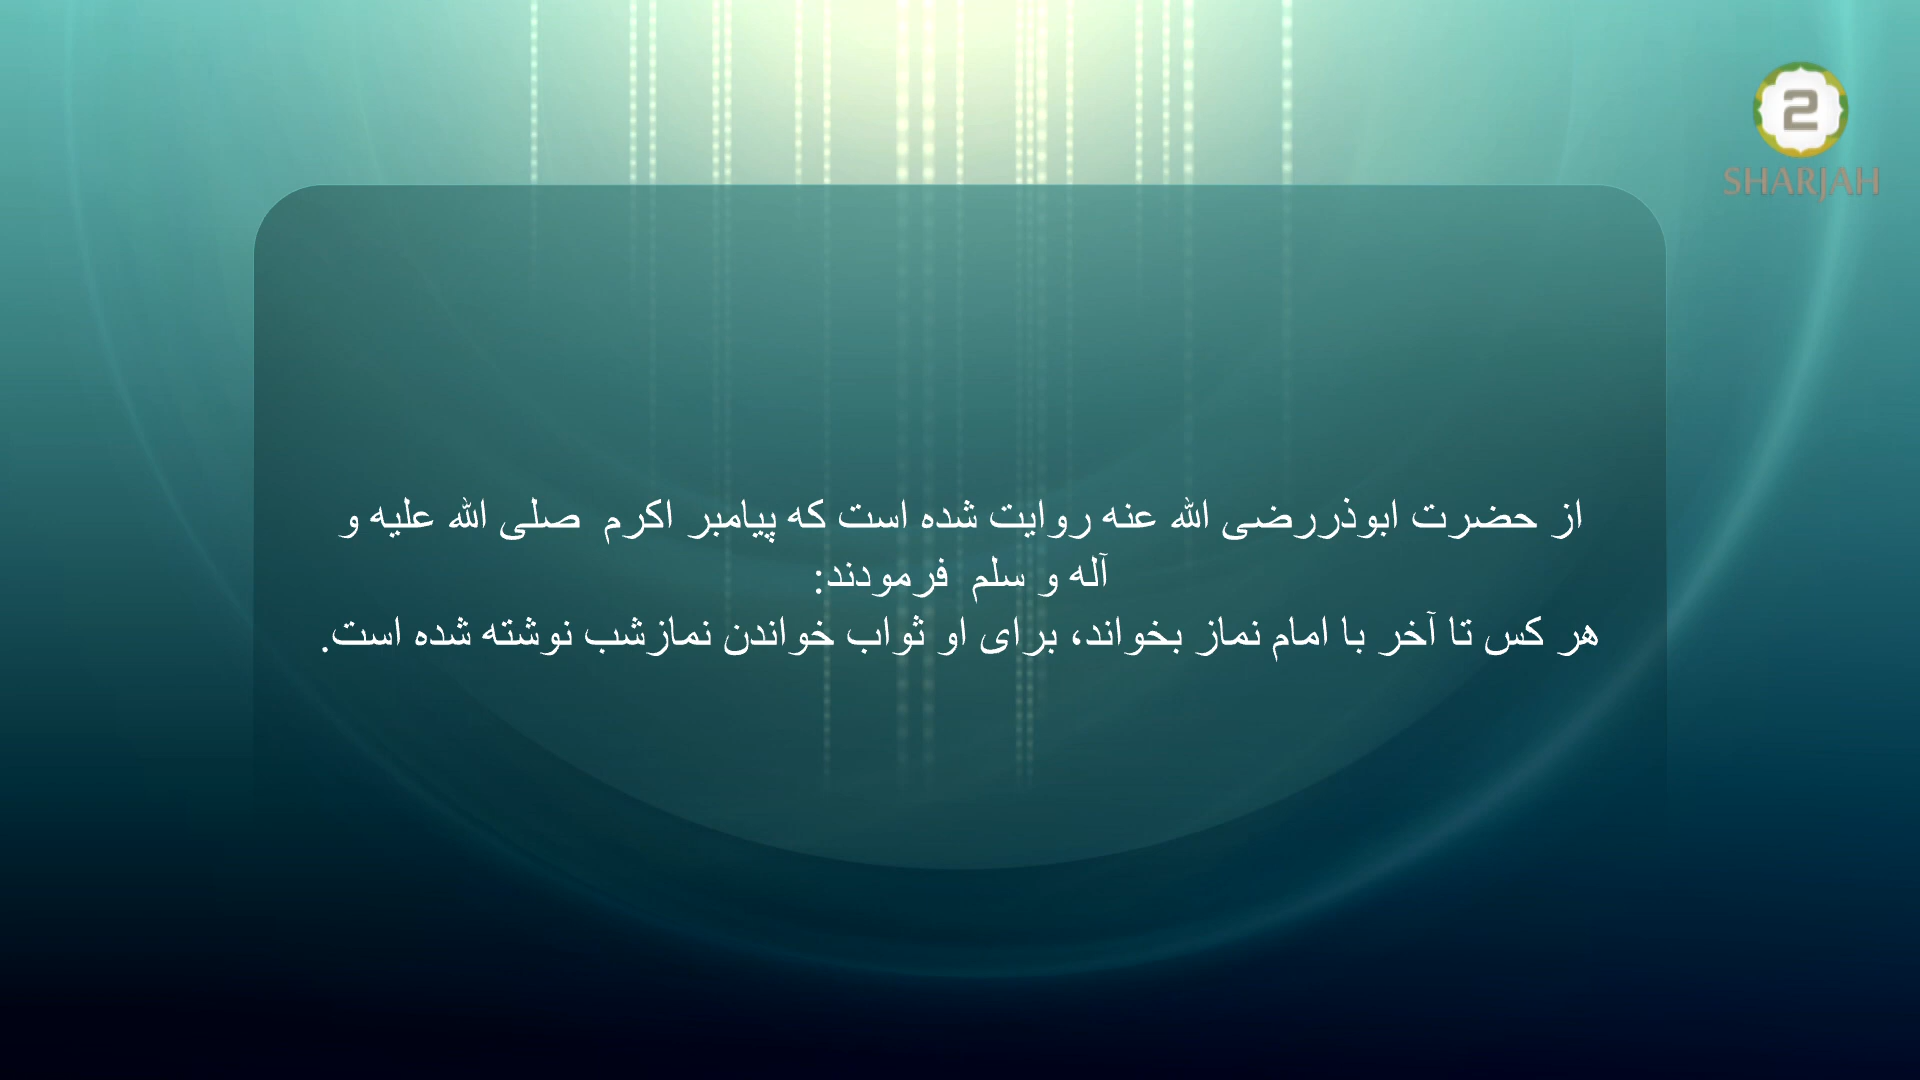 2
SHARJAH
از حضرت ابوذررضی الله عنه روایت شده است که پیامبر اکرم  صلی الله علیه و
آله و سلم  فرمودند:
هر کس تا آخر با امام نماز بخواند، برای او ثواب خواندن نمازشب نوشته شده است.